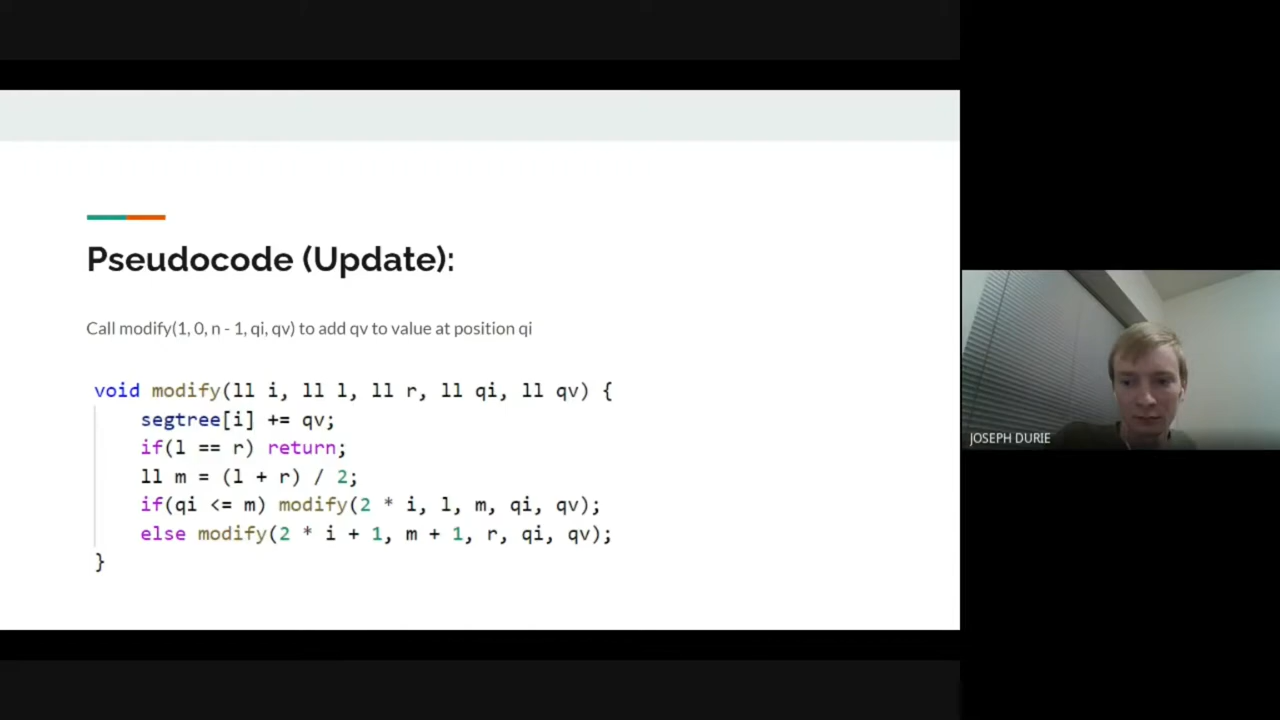 Pseudocode (Update):
Call modify(1, 0, n - 1, qi, qv) to add qv to value at position qi
void modify(ll i, ll l, ll r, ll qi, ll qv) {
segtree[i] += qv;
if(l == r) return;
ll m = (l + r) / 2;
if(qi <= m) modify(2 * i, l, m, qi, qv);
else modify(2 * i + 1, m + 1, r, qi, qv);
}
JOSEPH DURIE